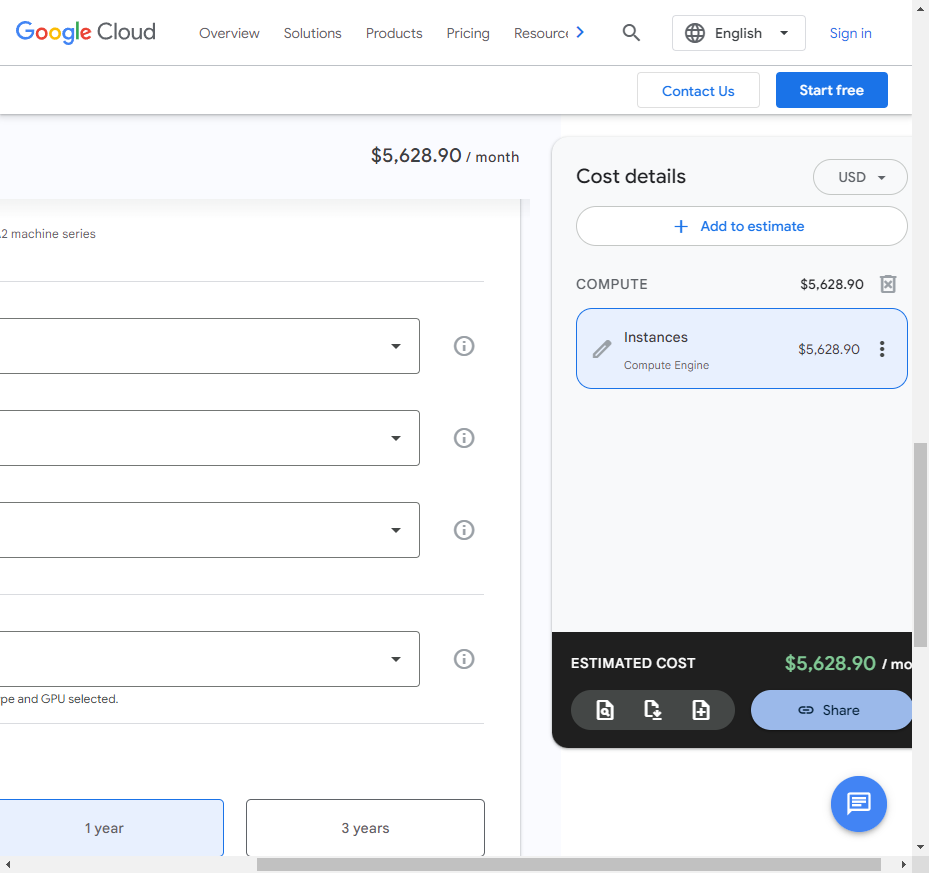 Google Cloud
Overview Solutions Products Pricing Resourc English Sign in
Contact Us Start free
$5,628.90 / month
Cost details USD
Add to estimate
2 machine series
COMPUTE $5,628.90
Instances
$5,628.90
Compute Engine
ESTIMATED COST $5,628.90 / mo
pe and GPU selected.
Share
1 year 3 years